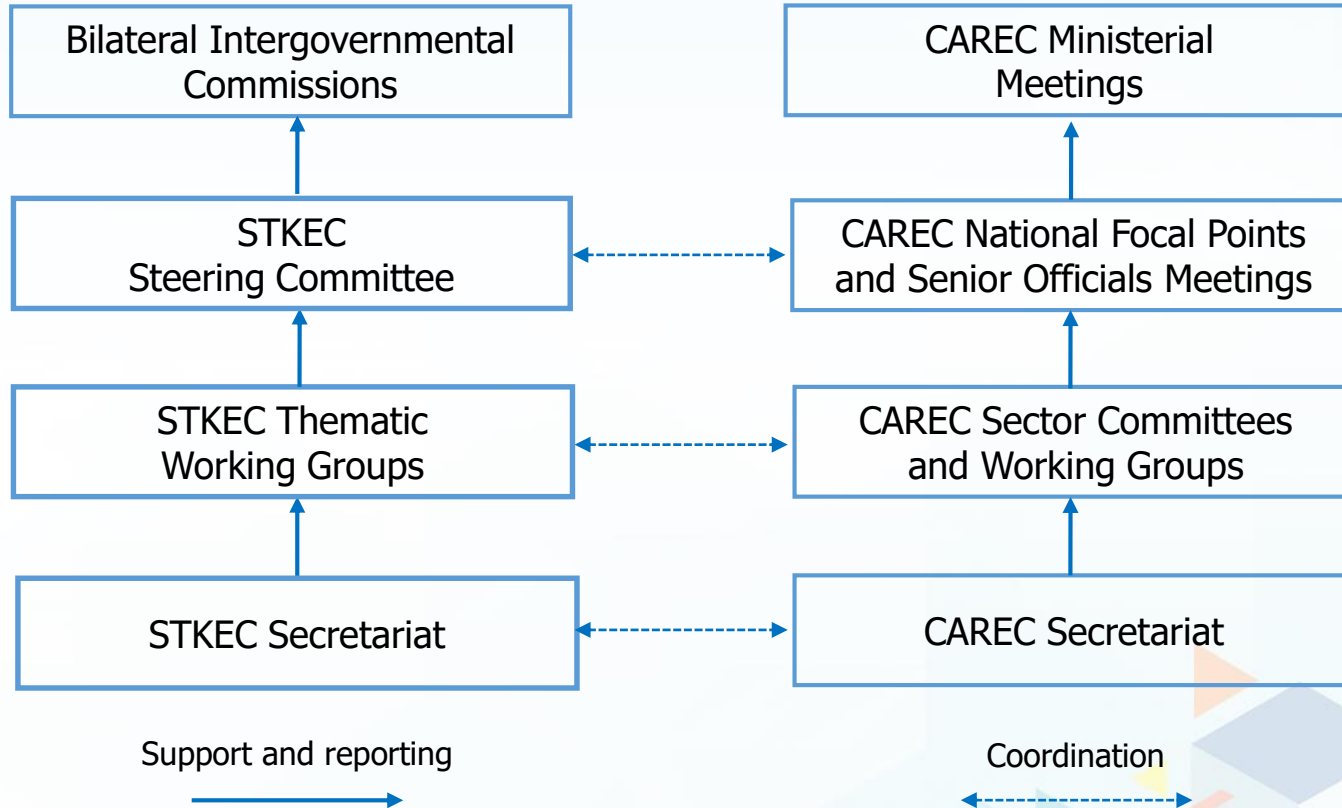 Bilateral Intergovernmental
Commissions
CAREC Ministerial
Meetings
STKEC
Steering Committee
CAREC National Focal Points
and Senior Officials Meetings
STKEC Thematic
Working Groups
CAREC Sector Committees
and Working Groups
STKEC Secretariat
CAREC Secretariat
Support and reporting
Coordination